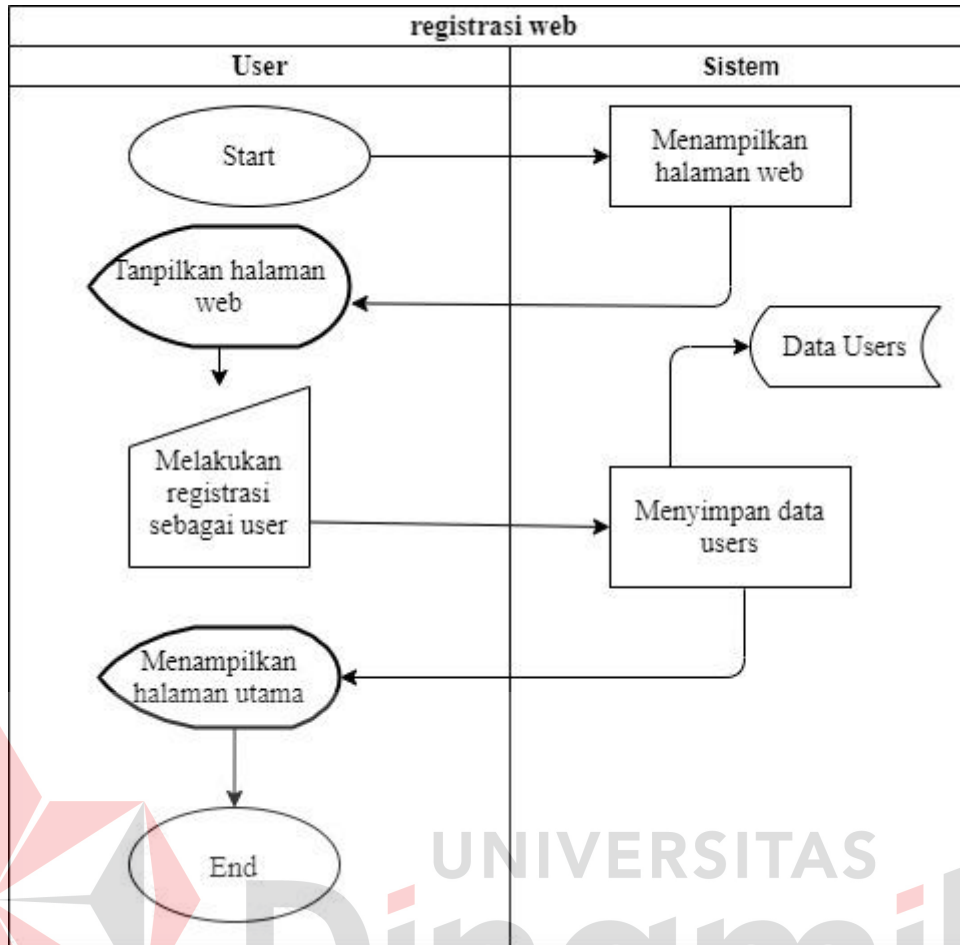 registrasi web
User
Sistem
Start
Menampilkan
halaman web
Tanpilkan halaman
web
Data Users
Melakukan
registrasi
sebagai user
Menyimpan data
users
Menampilkan
halaman utama
End
UNIVERSITAS